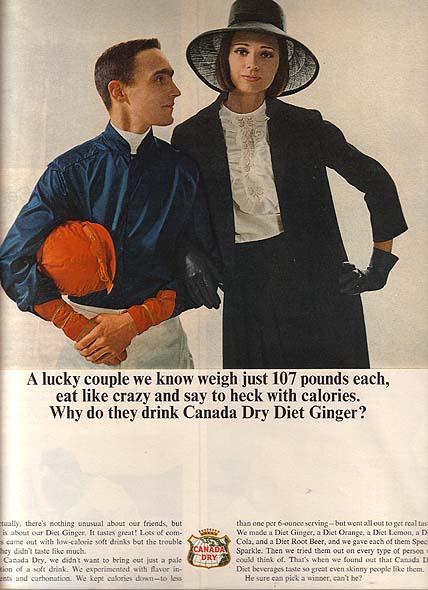 A lucky couple we know weigh just 107 pounds each,
eat like crazy and say to heck with calories.
Why do they drink Canada Dry Diet Ginger?
ctually, there's nothing unusual about our friends, but
is about our Diet Ginger. It tastes great! Lots of com-
s came out with low-calorie soft drinks but the trouble
hey didn't taste like much.
Canada Dry, we didn't want to bring out just a pale
tion of a soft drink. We experimented with flavor in-
ents and carbonation. We kept calories down—to less
CANADA
DRY
than one per 6-ounce serving—but went all out to get real tas
We made a Diet Ginger, a Diet Orange, a Diet Lemon, a D
Cola, and a Diet Root Beer, and we gave each of them Spec
Sparkle. Then we tried them out on every type of person
could think of. That's when we found out that Canada D
Diet beverages taste so great even skinny people like them.
He sure can pick a winner, can't he?